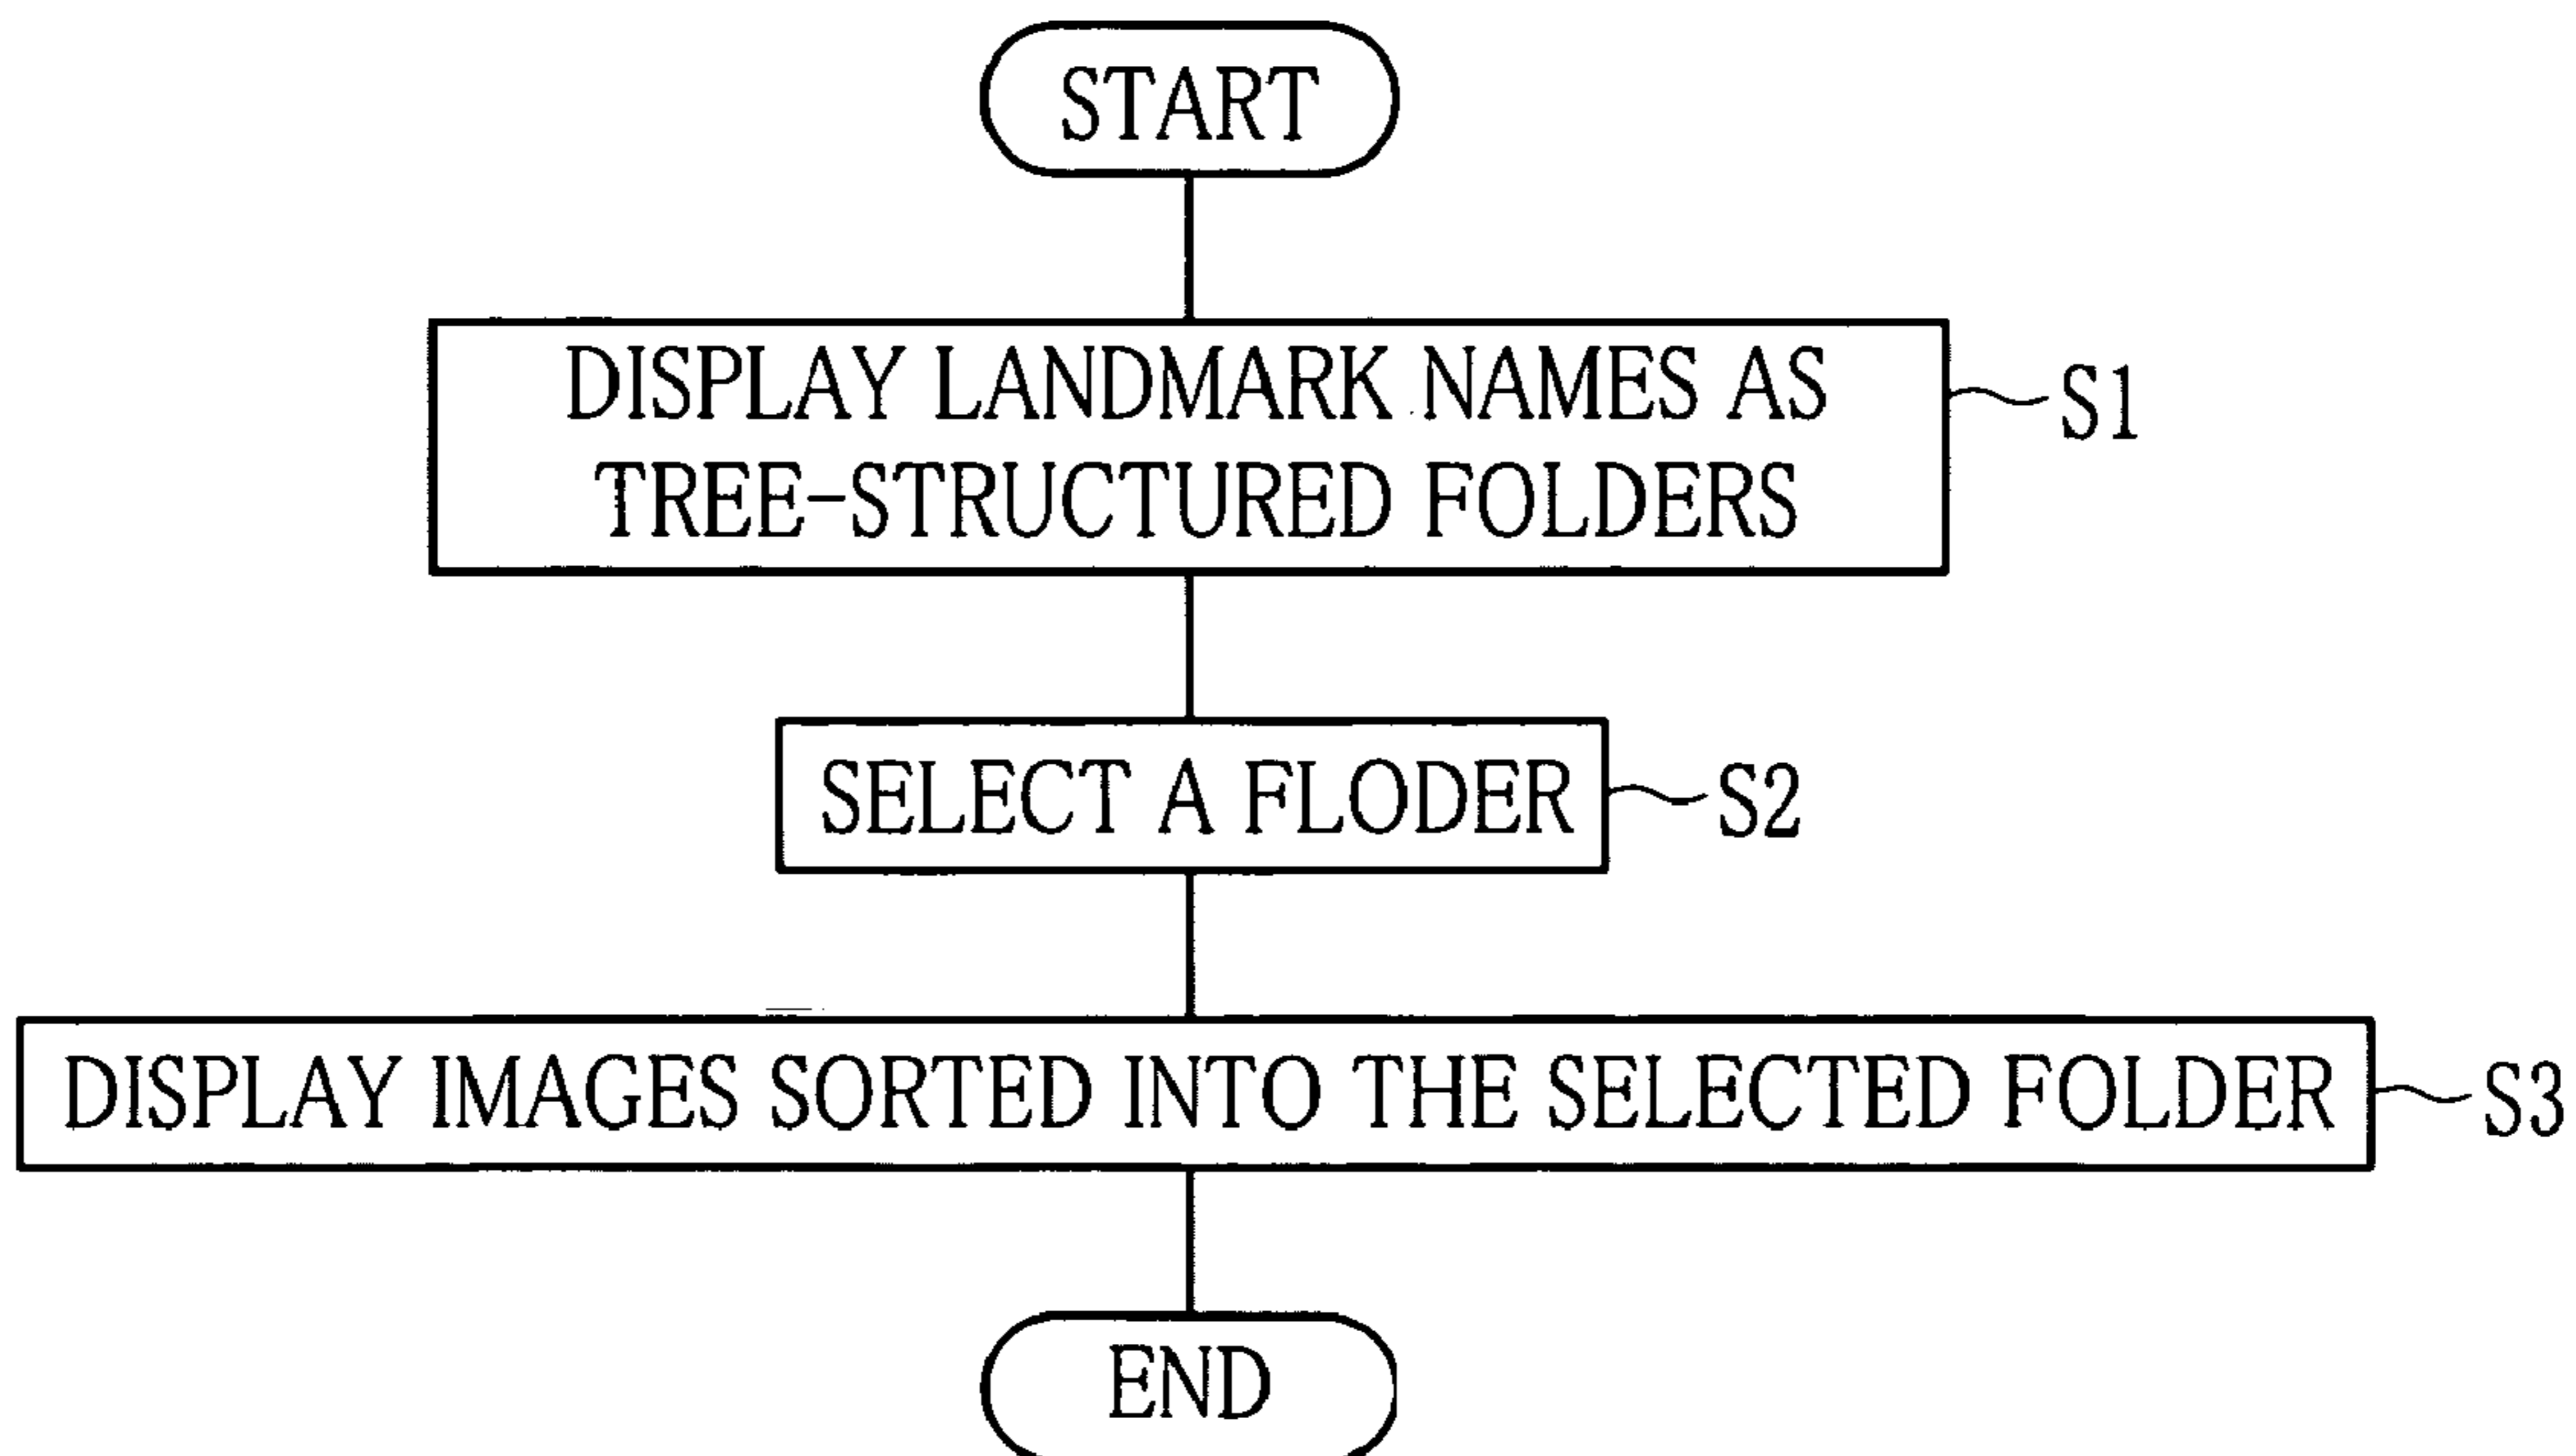 START
DISPLAY LANDMARK NAMES AS
TREE-STRUCTURED FOLDERS
S1
SELECT A FLODER
S2
DISPLAY IMAGES SORTED INTO THE SELECTED FOLDER
S3
END